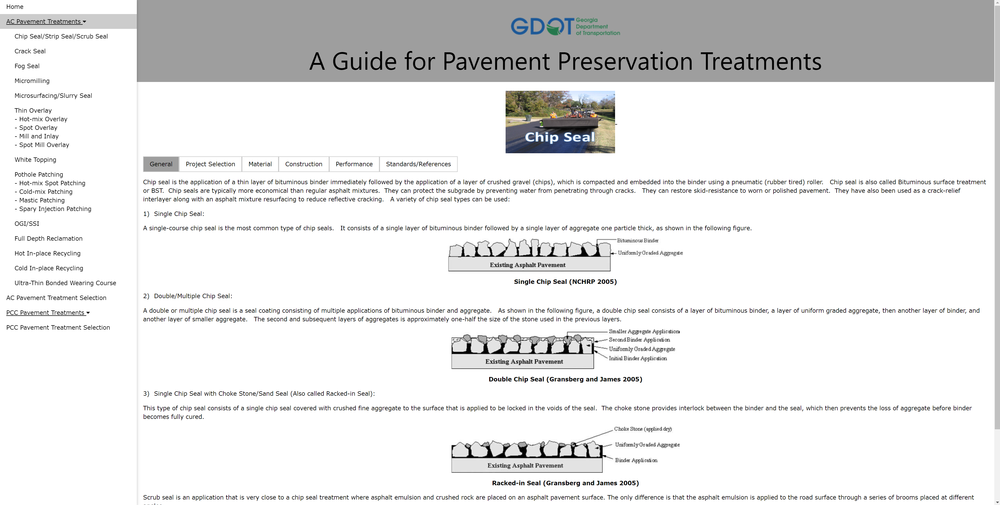 Home
AC Pavement Treatments
Chip Seal/Strip Seal/Scrub Seal
Crack Seal
Fog Seal
Micromilling
Microsurfacing/Slurry Seal
Thin Overlay
- Hot-mix Overlay
- Spot Overlay
- Mill and Inlay
- Spot Mill Overlay
White Topping
Pothole Patching
- Hot-mix Spot Patching
- Cold-mix Patching
- Mastic Patching
- Spary Injection Patching
OGI/SSI
Full Depth Reclamation
Hot In-place Recycling
Cold In-place Recycling
Ultra-Thin Bonded Wearing Course
AC Pavement Treatment Selection
PCC Pavement Treatments
PCC Pavement Treatment Selection
GDOT Georgia
Department
of Transportation
A Guide for Pavement Preservation Treatments
Chip Seal
General Project Selection Material Construction Performance Standards/References
Chip seal is the application of a thin layer of bituminous binder immediately followed by the application of a layer of crushed gravel (chips), which is compacted and embedded into the binder using a pneumatic (rubber tired) roller. Chip seal is also called Bituminous surface treatment
or BST. Chip seals are typically more economical than regular asphalt mixtures. They can protect the subgrade by preventing water from penetrating through cracks. They can restore skid-resistance to worn or polished pavement. They have also been used as a crack-relief
interlayer along with an asphalt mixture resurfacing to reduce reflective cracking. A variety of chip seal types can be used:
1) Single Chip Seal:
A single-course chip seal is the most common type of chip seals. It consists of a single layer of bituminous binder followed by a single layer of aggregate one particle thick, as shown in the following figure.
Bituminous Binder
Uniformly Graded Aggregate
Existing Asphalt Pavement
Single Chip Seal (NCHRP 2005)
2) Double/Multiple Chip Seal:
A double or multiple chip seal is a seal coating consisting of multiple applications of bituminous binder and aggregate. As shown in the following figure, a double chip seal consists of a layer of bituminous binder, a layer of uniform graded aggregate, then another layer of binder, and
another layer of smaller aggregate. The second and subsequent layers of aggregates is approximately one-half the size of the stone used in the previous layers.
Smaller Aggregate Application
Second Binder Application
Uniformly Graded Aggregate
Initial Binder Application
Existing Asphalt Pavement
Double Chip Seal (Gransberg and James 2005)
3) Single Chip Seal with Choke Stone/Sand Seal (Also called Racked-in Seal):
This type of chip seal consists of a single chip seal covered with crushed fine aggregate to the surface that is applied to be locked in the voids of the seal. The choke stone provides interlock between the binder and the seal, which then prevents the loss of aggregate before binder
becomes fully cured.
Choke Stone (applied dry)
Uniformly Graded Aggregate
Binder Application
Existing Asphalt Pavement
Racked-in Seal (Gransberg and James 2005)
Scrub seal is an application that is very close to a chip seal treatment where asphalt emulsion and crushed rock are placed on an asphalt pavement surface. The only difference is that the asphalt emulsion is applied to the road surface through a series of brooms placed at different